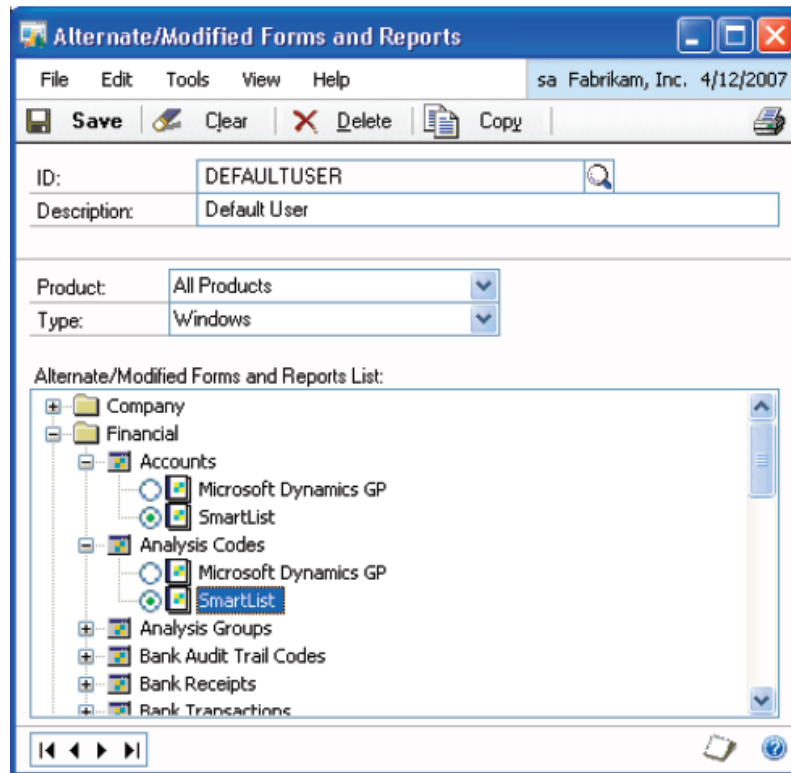 Alternate/Modified Forms and Reports
File Edit Tools View Help sa Fabrikam, Inc. 4/12/2007
Save Clear Delete Copy
ID: DEFAULTUSER
Description: Default User
Product: All Products
Type: Windows
Alternate/Modified Forms and Reports List:
Company
Financial
Accounts
Microsoft Dynamics GP
SmartList
Analysis Codes
Microsoft Dynamics GP
SmartList
Analysis Groups
Bank Audit Trail Codes
Bank Receipts
Bank Transactions